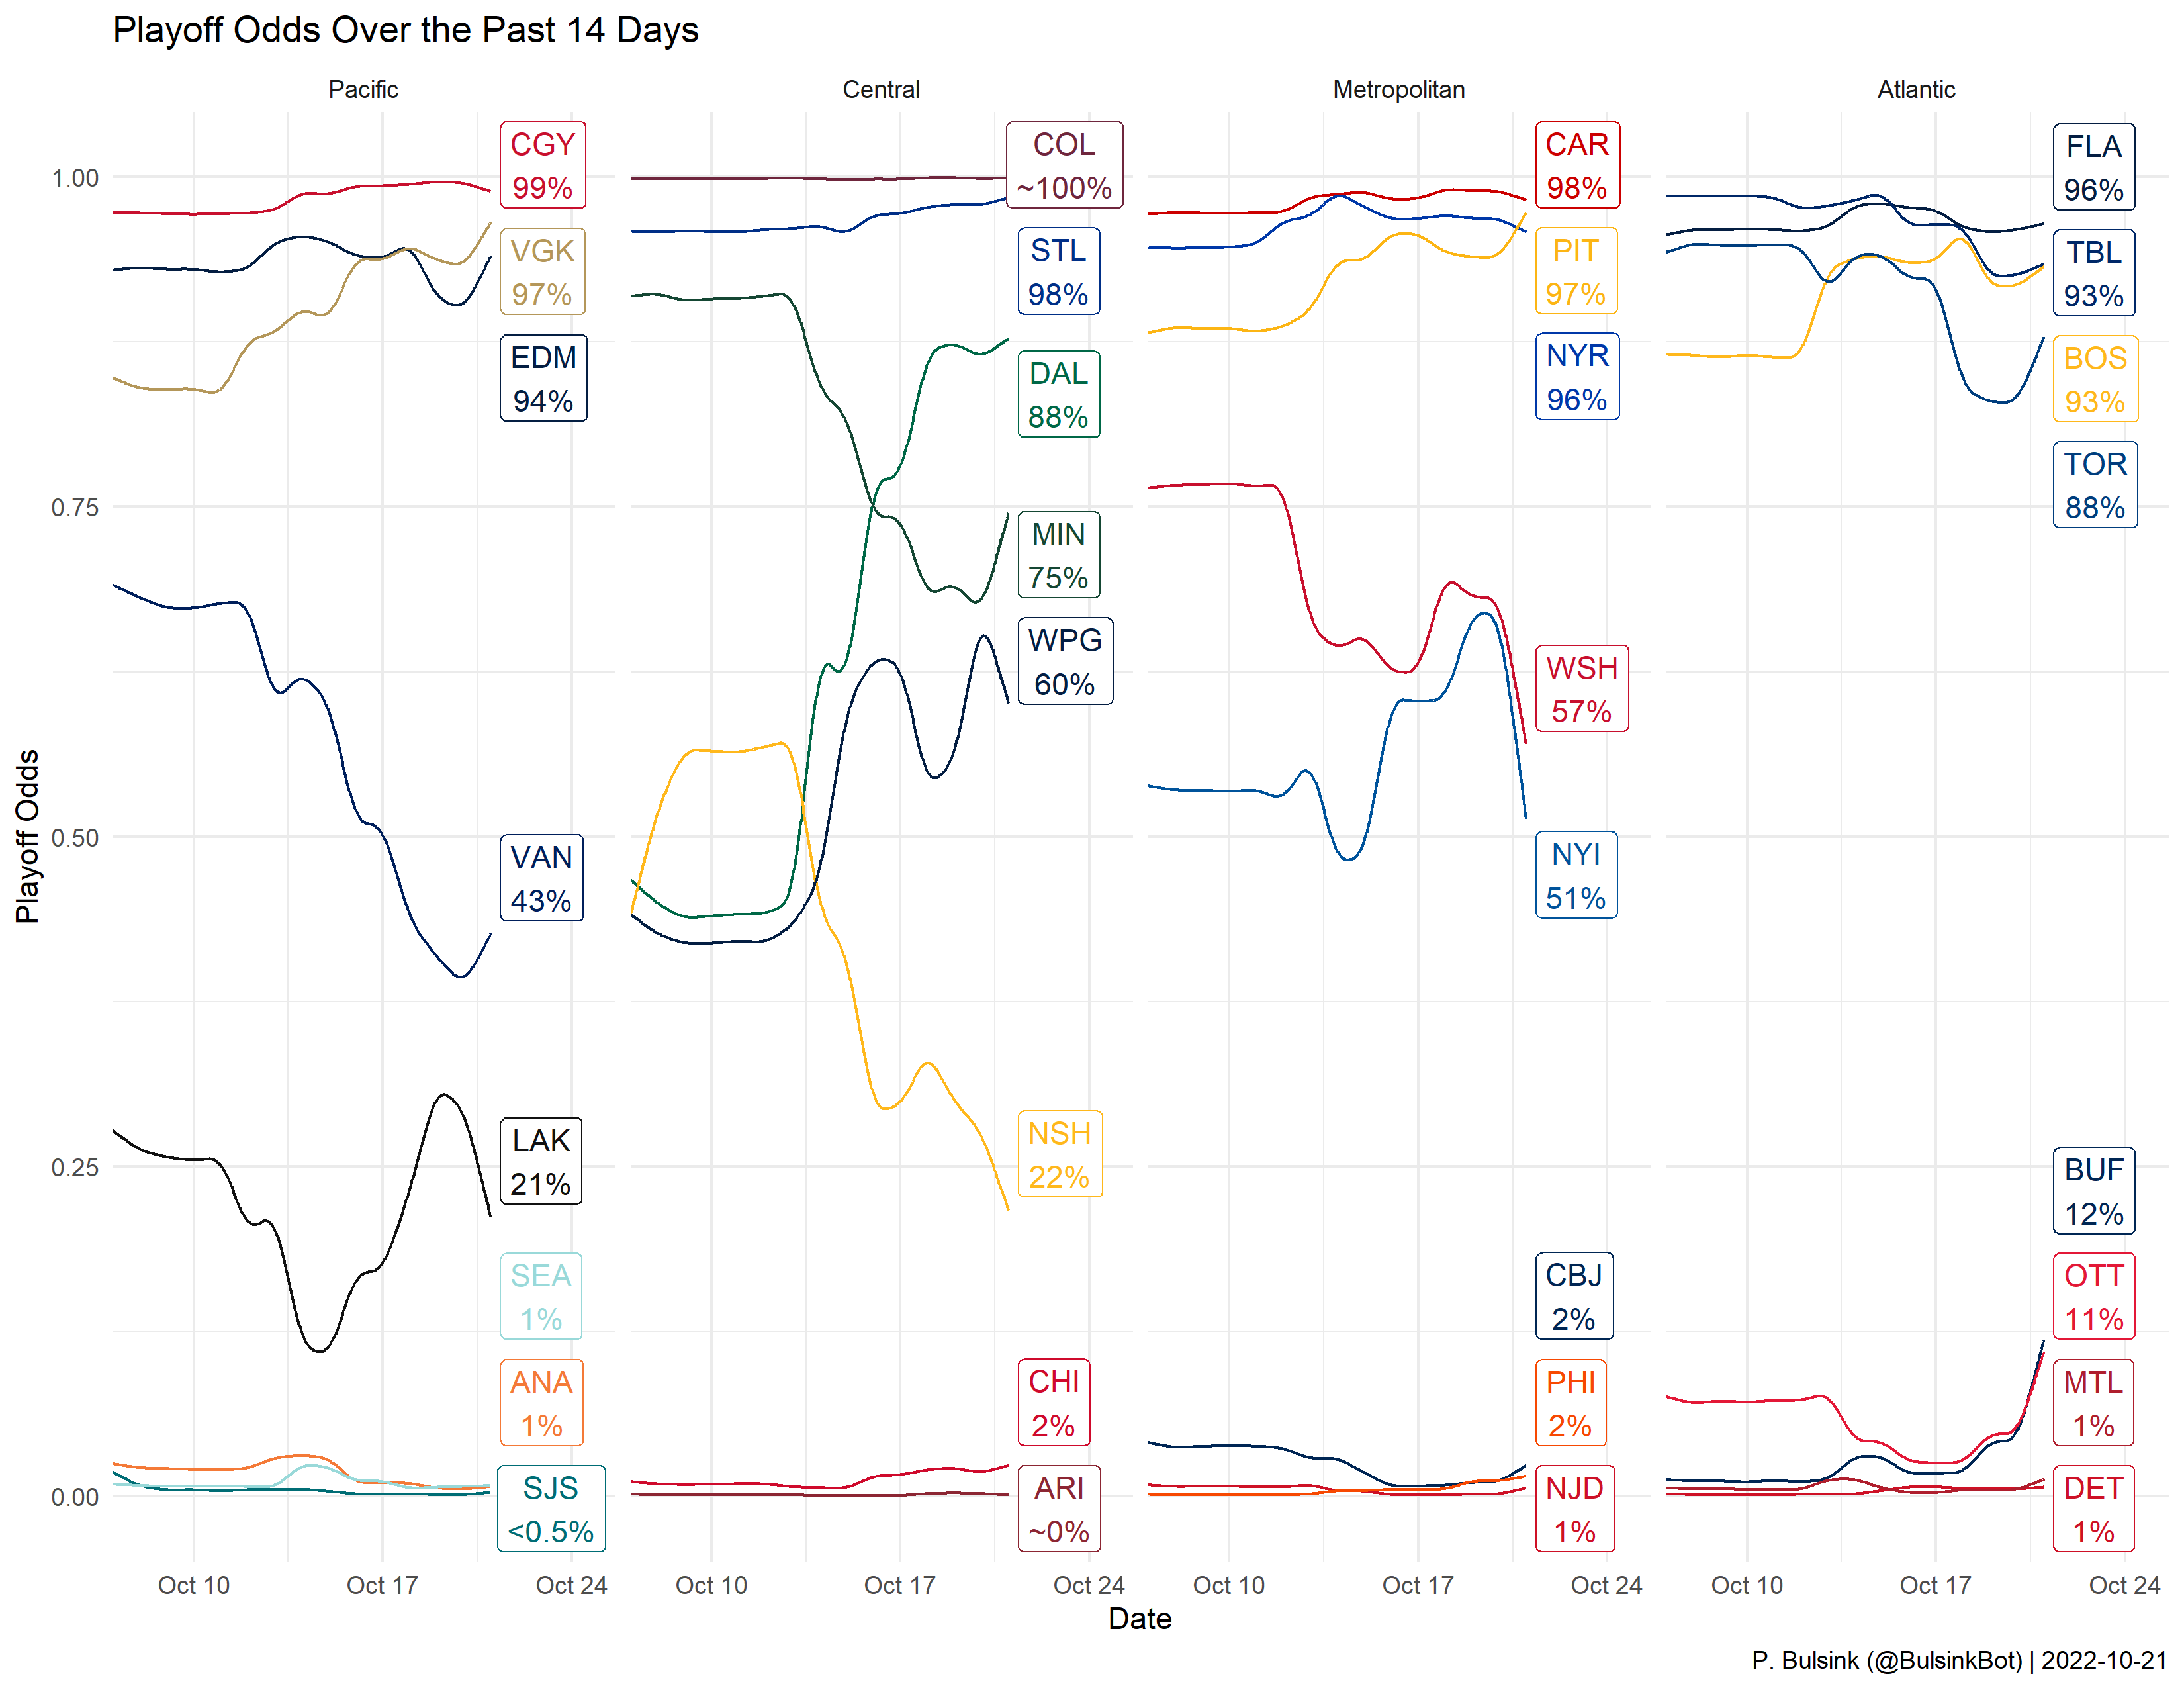 Playoff Odds Over the Past 14 Days
Pacific
Central
Metropolitan
Atlantic
Playoff Odds
1.00
0.75
0.50
0.25
0.00
CGY
99%
VGK
97%
EDM
94%
VAN
43%
LAK
21%
SEA
1%
ANA
1%
SJS
<0.5%
COL
~100%
STL
98%
DAL
88%
MIN
75%
WPG
60%
NSH
22%
CHI
2%
ARI
~0%
CAR
98%
PIT
97%
NYR
96%
WSH
57%
NYI
51%
CBJ
2%
PHI
2%
NJD
1%
FLA
96%
TBL
93%
BOS
93%
TOR
88%
BUF
12%
OTT
11%
MTL
1%
DET
1%
Oct 10
Oct 17
Oct 24
Oct 10
Oct 17
Oct 24
Oct 10
Oct 17
Oct 24
Oct 10
Oct 17
Oct 24
Date
P. Bulsink (@BulsinkBot) | 2022-10-21